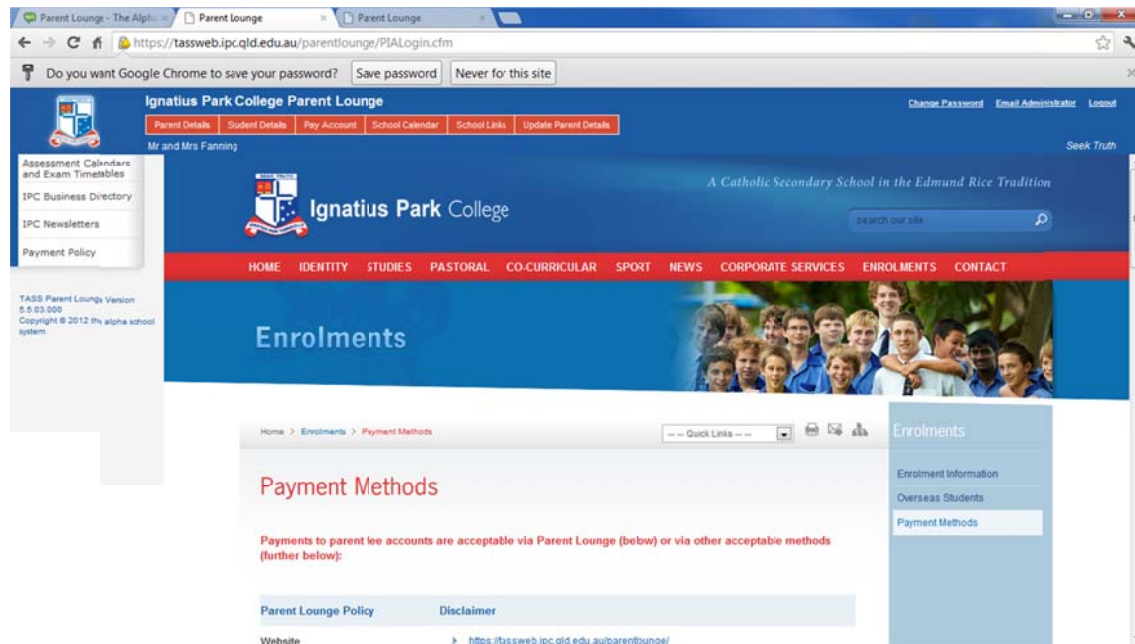 Parent Lounge - The Alpha
Parent Lounge
Parent Lounge
https://tassweb.ipc.qld.edu.au/parentlounge/PIALogin.cfm
Do you want Google Chrome to save your password? Save password Never for this site
Ignatius Park College Parent Lounge
Change Password Email Administrator Logout
Parent Details Sudent Details Pay Account School Calendar School Links Update Parent Details
Mr and Mrs Fanning
Seek Truth
Assessment Calendars
and Exam Timetables
IPC Business Directory
IPC Newsletters
Payment Policy
TASS Parent Lounge Version
5.5.03.000
Copyright © 2012 the alpha school
system
SEEK TRUTH
A Catholic Secondary School in the Edmund Rice Tradition
Ignatius Park College
search our site
HOME IDENTITY STUDIES PASTORAL CO-CURRICULAR SPORT NEWS CORPORATE SERVICES ENROLMENTS CONTACT
Enrolments
Home > Enrolments > Payment Methods
-- -- Quick Links -- --
Enrolments
Enrolment Information
Overseas Students
Payment Methods
Payment Methods
Payments to parent fee accounts are acceptable via Parent Lounge (below) or via other acceptable methods
(further below):
Parent Lounge Policy Disclaimer
Website https://tassweb.ipc.qld.edu.au/parentlounge/